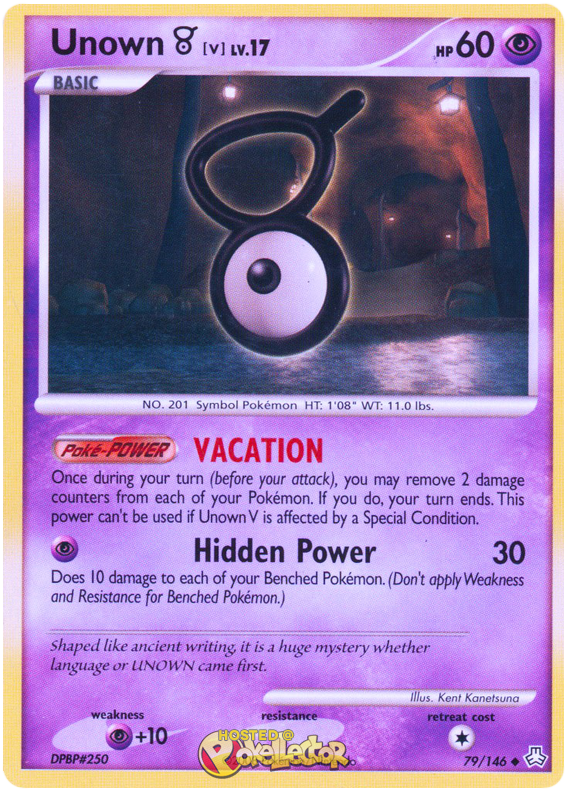 Unown [V] LV.17
HP 60
BASIC
NO. 201 Symbol Pokémon HT: 1'08" WT: 11.0 lbs.
Poké-POWER VACATION
Once during your turn (before your attack), you may remove 2 damage
counters from each of your Pokémon. If you do, your turn ends. This
power can't be used if Unown V is affected by a Special Condition.
Hidden Power 30
Does 10 damage to each of your Benched Pokémon. (Don't apply Weakness
and Resistance for Benched Pokémon.)
Shaped like ancient writing, it is a huge mystery whether
language or UNOWN came first.
Illus. Kent Kanetsuna
weakness resistance retreat cost
+10
HOSTED @
Pokellector
DPBP#250
79/146